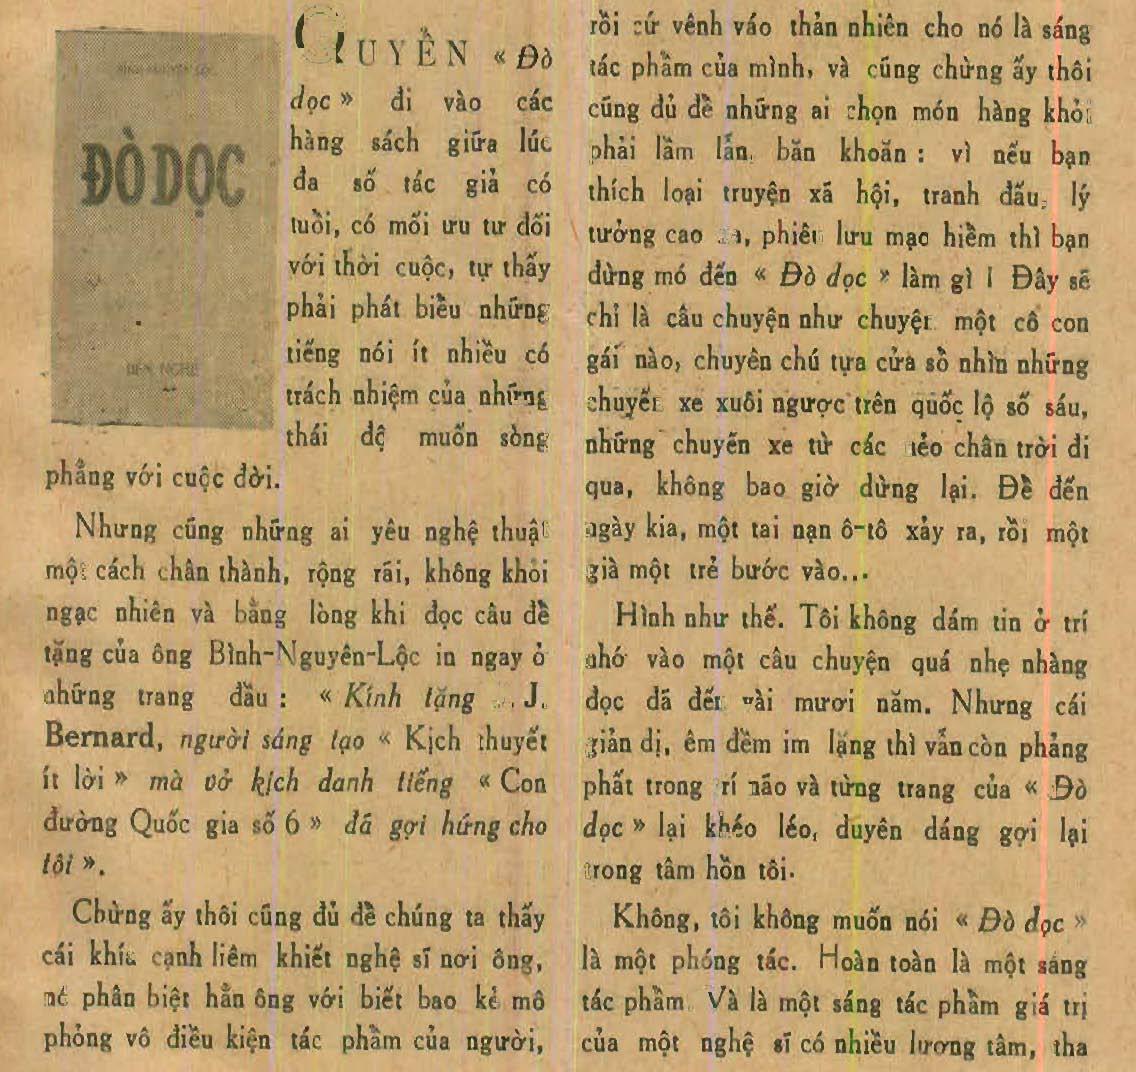 BÌNH-NGUYÊN LỘC
ĐÒ DỌC
BẾN NGHÉ
QUYỂN « Đò
dọc » đi vào các
hàng sách giữa lúc
đa số tác giả có
tuổi, có mối ưu tư đối
với thời cuộc, tự thấy
phải phát biểu những
tiếng nói ít nhiều có
trách nhiệm của những
thái độ muốn sòng
phẳng với cuộc đời.
Nhưng cũng những ai yêu nghệ thuật
một cách chân thành, rộng rãi, không khỏi
ngạc nhiên và bằng lòng khi đọc câu đề
tặng của ông Bình-Nguyên-Lộc in ngay ở
những trang đầu : « Kính tặng J.
Bernard, người sáng tạo « Kịch thuyết
ít lời » mà vở kịch danh tiếng « Con
đường Quốc gia số 6 » đã gợi hứng cho
tôi ».
Chừng ấy thôi cũng đủ để chúng ta thấy
cái khía cạnh liêm khiết nghệ sĩ nơi ông,
nó phân biệt hẳn ông với biết bao kẻ mô
phỏng vô điều kiện tác phẩm của người,
rồi cứ vênh váo thản nhiên cho nó là sáng
tác phẩm của mình, và cũng chừng ấy thôi
cũng đủ để những ai chọn món hàng khỏi
phải lầm lẫn, băn khoăn : vì nếu bạn
thích loại truyện xã hội, tranh đấu, lý
tưởng cao xa, phiêu lưu mạo hiểm thì bạn
đừng mó đến « Đò dọc » làm gì ! Đây sẽ
chỉ là câu chuyện như chuyện một cô con
gái nào, chuyên chú tựa cửa sổ nhìn những
chuyến xe xuôi ngược trên quốc lộ số sáu,
những chuyến xe từ các nẻo chân trời đi
qua, không bao giờ dừng lại. Để đến
ngày kia, một tai nạn ô-tô xảy ra, rồi một
già một trẻ bước vào...
Hình như thế. Tôi không dám tin ở trí
nhớ vào một câu chuyện quá nhẹ nhàng
đọc đã đến vài mươi năm. Nhưng cái
giản dị, êm đềm im lặng thì vẫn còn phảng
phất trong trí não và từng trang của « Đò
dọc » lại khéo léo, duyên dáng gợi lại
trong tâm hồn tôi.
Không, tôi không muốn nói « Đò dọc »
là một phóng tác. Hoàn toàn là một sáng
tác phẩm. Và là một sáng tác phẩm giá trị
của một nghệ sĩ có nhiều lương tâm, tha